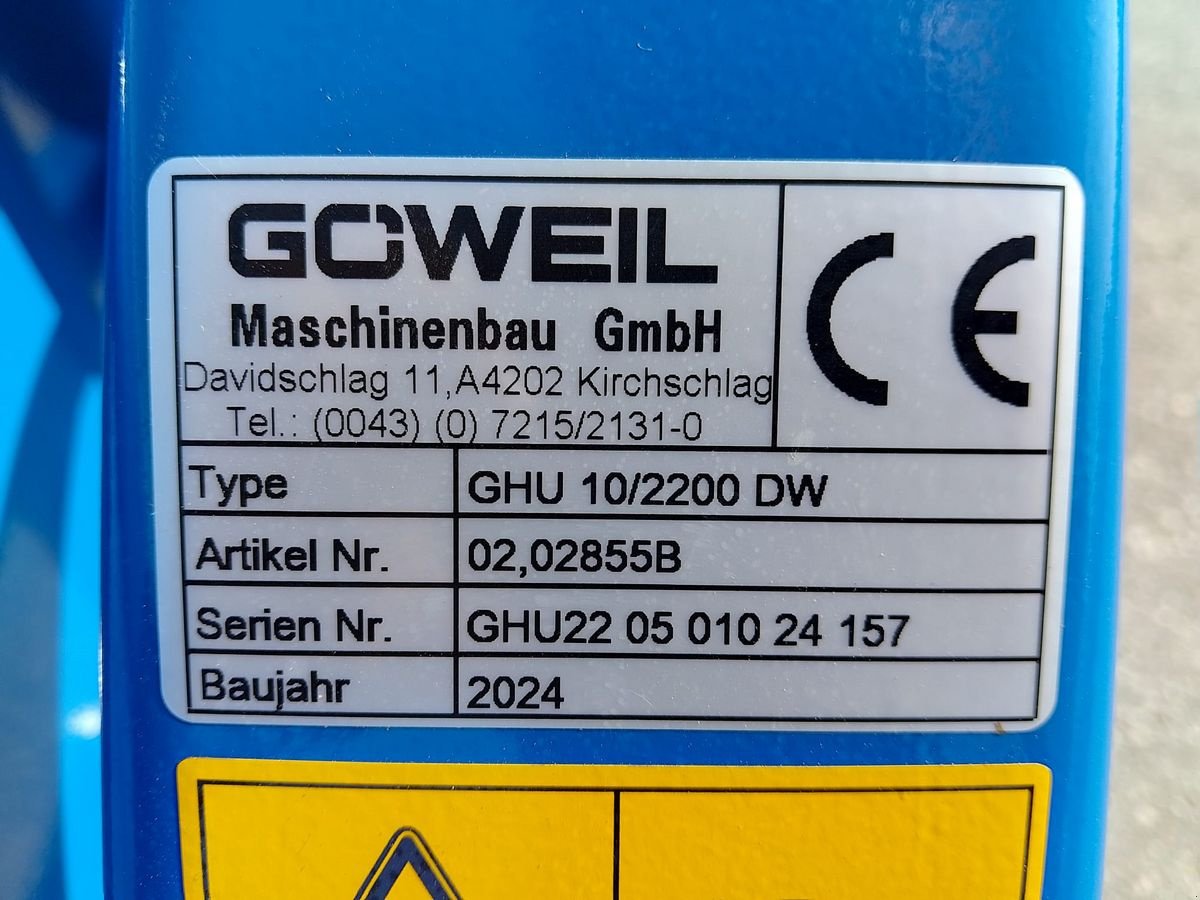 GÖWEIL
Maschinenbau GmbH
Davidschlag 11,A4202 Kirchschlag
Tel.: (0043) (0) 7215/2131-0
CE
Type GHU 10/2200 DW
Artikel Nr. 02,02855B
Serien Nr. GHU22 05 010 24 157
Baujahr 2024